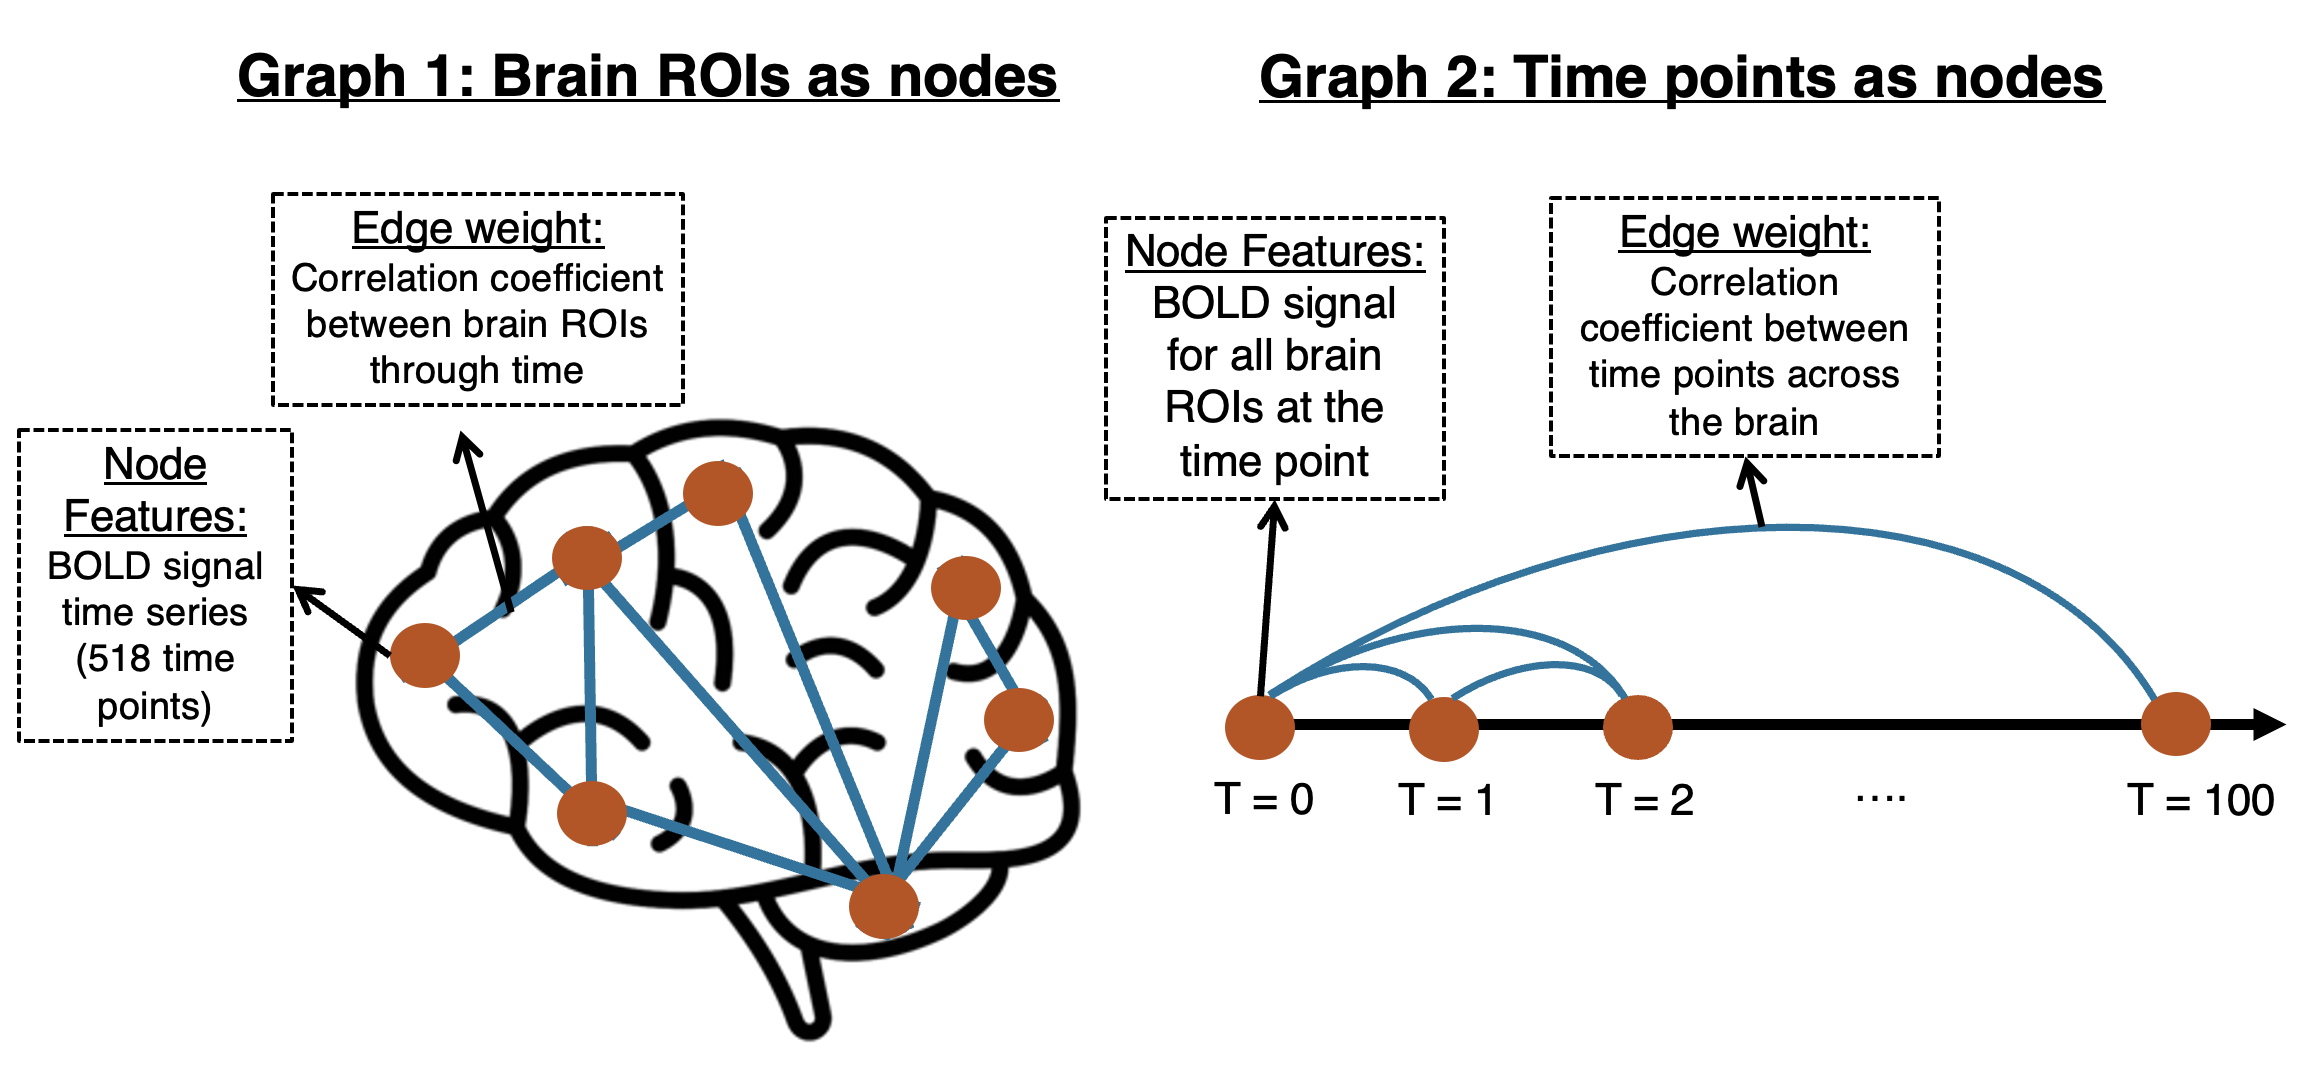 Graph 1: Brain ROIs as nodes
Edge weight:
Correlation coefficient
between brain ROIs
through time
Node
Features:
BOLD signal
time series
(518 time
points)
Graph 2: Time points as nodes
Node Features:
BOLD signal
for all brain
ROIs at the
time point
Edge weight:
Correlation
coefficient between
time points across
the brain
T = 0 T = 1 T = 2 .... T = 100